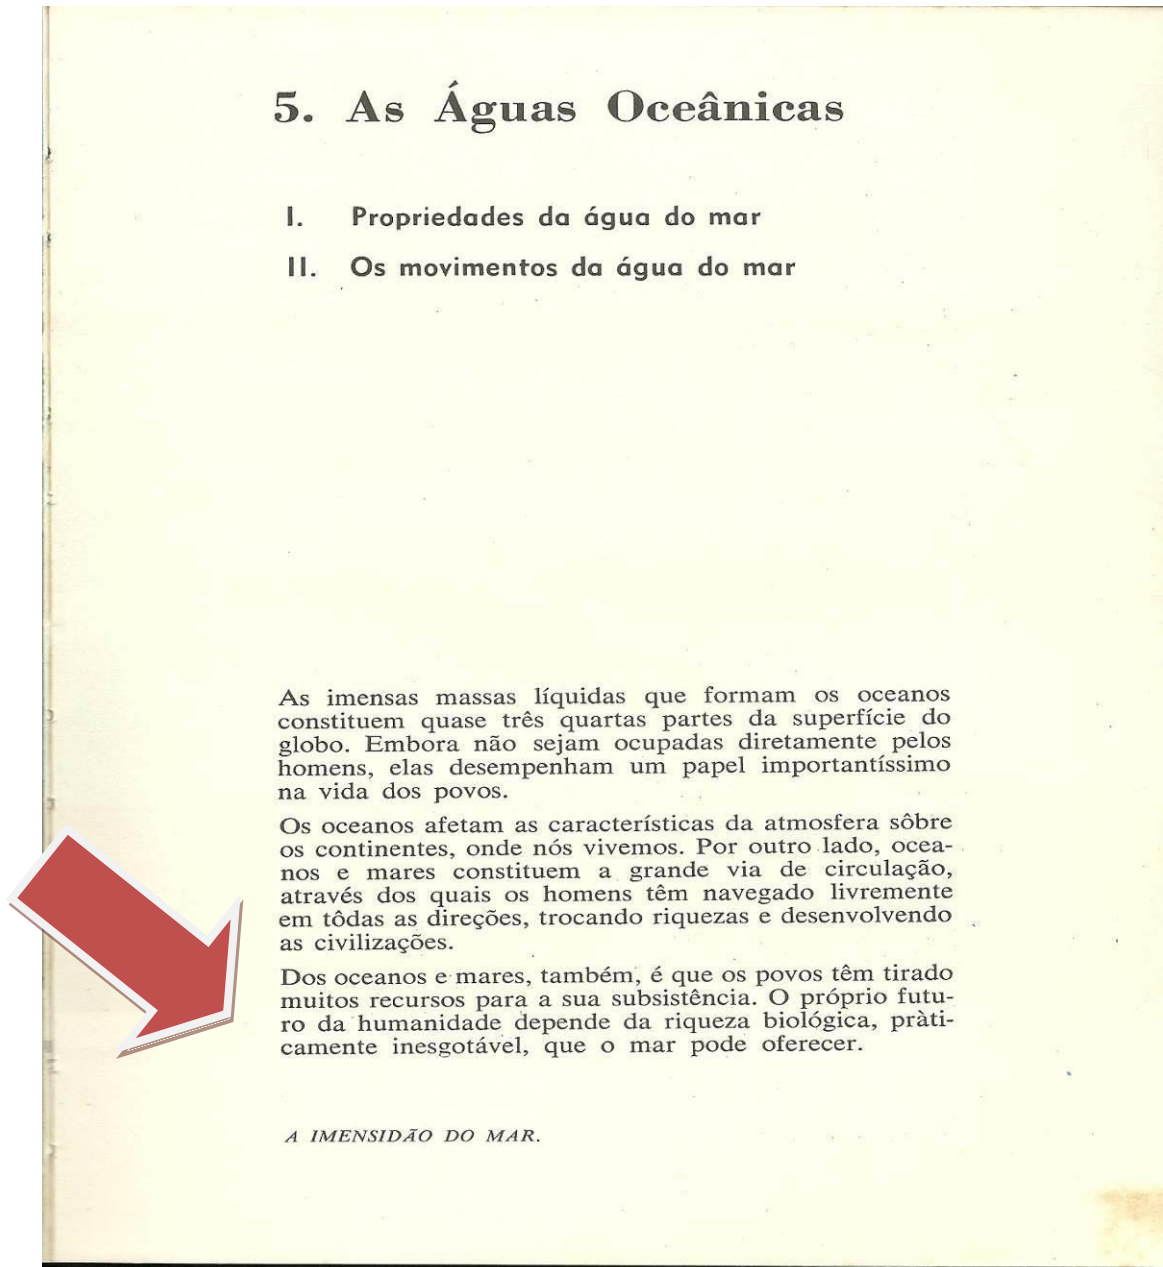 5. As Águas Oceânicas
I. Propriedades da água do mar
II. Os movimentos da água do mar
As imensas massas líquidas que formam os oceanos
constituem quase três quartas partes da superfície do
globo. Embora não sejam ocupadas diretamente pelos
homens, elas desempenham um papel importantíssimo
na vida dos povos.
Os oceanos afetam as características da atmosfera sôbre
os continentes, onde nós vivemos. Por outro lado, ocea-
nos e mares constituem a grande via de circulação,
através dos quais os homens têm navegado livremente
em tôdas as direções, trocando riquezas e desenvolvendo
as civilizações.
Dos oceanos e mares, também, é que os povos têm tirado
muitos recursos para a sua subsistência. O próprio futu-
ro da humanidade depende da riqueza biológica, pràti-
camente inesgotável, que o mar pode oferecer.
A IMENSIDÃO DO MAR.